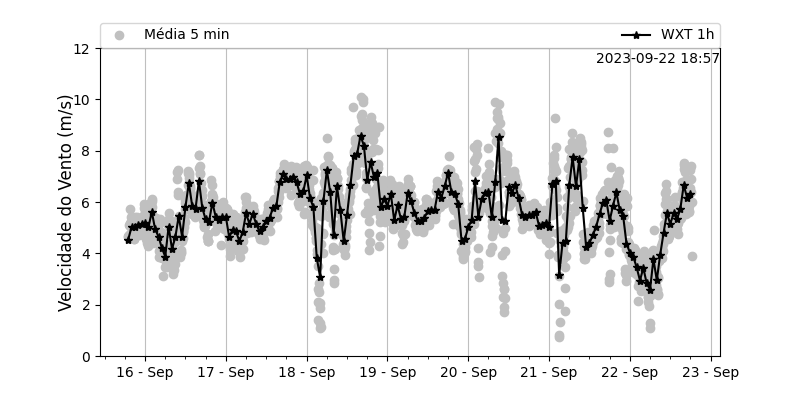 Média 5 min WXT 1h
2023-09-22 18:57
Velocidade do Vento (m/s)
12
10
8
6
4
2
0
16 - Sep 17 - Sep 18 - Sep 19 - Sep 20 - Sep 21 - Sep 22 - Sep 23 - Sep